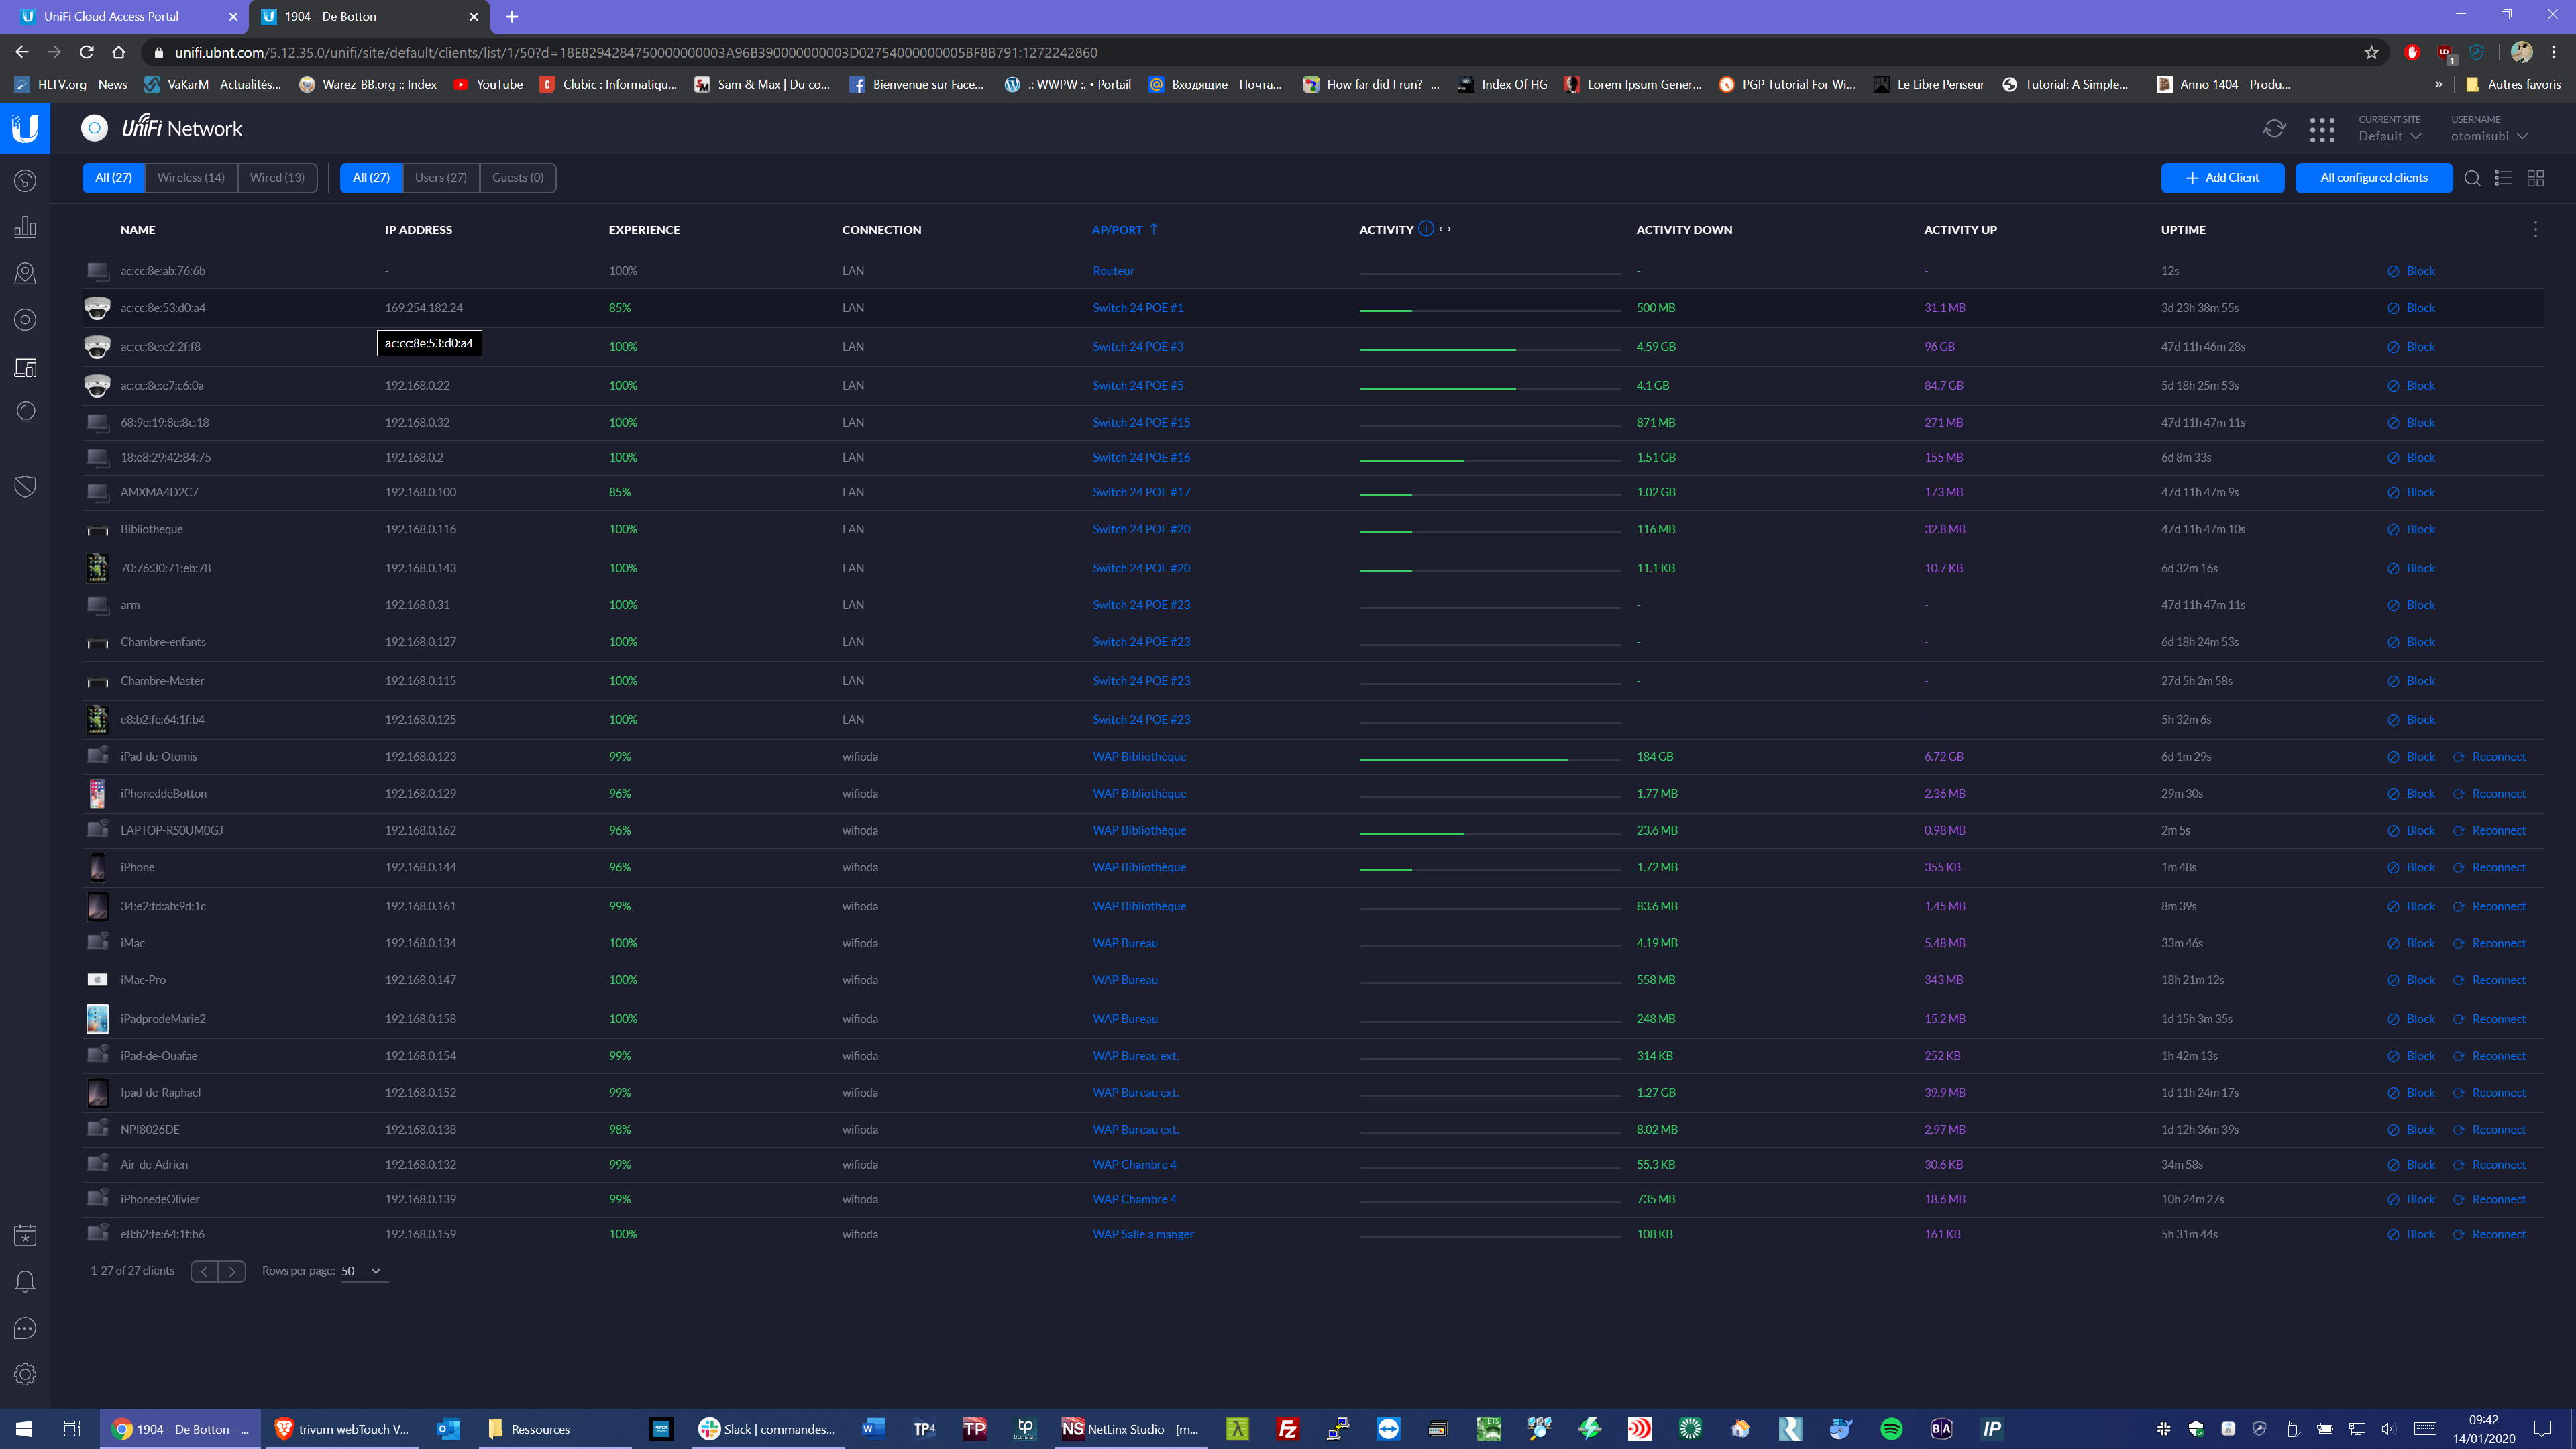 UniFi Cloud Access Portal
1904 - De Botton
unifi.ubnt.com/5.12.35.0/unifi/site/default/clients/list/1/50?d=18E8294284750000000003A96B390000000003D02754000000005BF8B791:1272242860
HLTV.org - News VaKarM - Actualités... Warez-BB.org :: Index YouTube Clubic : Informatiqu... Sam & Max | Du co... Bienvenue sur Face... .: WWPW :. • Portail Входящие - Почта... How far did I run? -... Index Of HG Lorem Ipsum Gener... PGP Tutorial For Wi... Le Libre Penseur Tutorial: A Simple... Anno 1404 - Produ... » Autres favoris
UniFi Network
CURRENT SITE
Default
USERNAME
otomisubi
All (27) Wireless (14) Wired (13) All (27) Users (27) Guests (0) Add Client All configured clients
NAME IP ADDRESS EXPERIENCE CONNECTION AP/PORT ACTIVITY ACTIVITY DOWN ACTIVITY UP UPTIME
ac:cc:8e:ab:76:6b - 100% LAN Routeur - - 12s Block
ac:cc:8e:53:d0:a4 169.254.182.24 85% LAN Switch 24 POE #1 500 MB 31.1 MB 3d 23h 38m 55s Block
ac:cc:8e:e2:2f:f8 ac:cc:8e:53:d0:a4 100% LAN Switch 24 POE #3 4.59 GB 96 GB 47d 11h 46m 28s Block
ac:cc:8e:e7:c6:0a 192.168.0.22 100% LAN Switch 24 POE #5 4.1 GB 84.7 GB 5d 18h 25m 53s Block
68:9e:19:8e:8c:18 192.168.0.32 100% LAN Switch 24 POE #15 871 MB 271 MB 47d 11h 47m 11s Block
18:e8:29:42:84:75 192.168.0.2 100% LAN Switch 24 POE #16 1.51 GB 155 MB 6d 8m 33s Block
AMXMA4D2C7 192.168.0.100 85% LAN Switch 24 POE #17 1.02 GB 173 MB 47d 11h 47m 9s Block
Bibliotheque 192.168.0.116 100% LAN Switch 24 POE #20 116 MB 32.8 MB 47d 11h 47m 10s Block
70:76:30:71:eb:78 192.168.0.143 100% LAN Switch 24 POE #20 11.1 KB 10.7 KB 6d 32m 16s Block
arm 192.168.0.31 100% LAN Switch 24 POE #23 - - 47d 11h 47m 11s Block
Chambre-enfants 192.168.0.127 100% LAN Switch 24 POE #23 - - 6d 18h 24m 53s Block
Chambre-Master 192.168.0.115 100% LAN Switch 24 POE #23 - - 27d 5h 2m 58s Block
e8:b2:fe:64:1f:b4 192.168.0.125 100% LAN Switch 24 POE #23 - - 5h 32m 6s Block
iPad-de-Otomis 192.168.0.123 99% wifioda WAP Bibliothèque 184 GB 6.72 GB 6d 1m 29s Block Reconnect
iPhoneddeBotton 192.168.0.129 96% wifioda WAP Bibliothèque 1.77 MB 2.36 MB 29m 30s Block Reconnect
LAPTOP-RS0UM0GJ 192.168.0.162 96% wifioda WAP Bibliothèque 23.6 MB 0.98 MB 2m 5s Block Reconnect
iPhone 192.168.0.144 96% wifioda WAP Bibliothèque 1.72 MB 355 KB 1m 48s Block Reconnect
34:e2:fd:ab:9d:1c 192.168.0.161 99% wifioda WAP Bibliothèque 83.6 MB 1.45 MB 8m 39s Block Reconnect
iMac 192.168.0.134 100% wifioda WAP Bureau 4.19 MB 5.48 MB 33m 46s Block Reconnect
iMac-Pro 192.168.0.147 100% wifioda WAP Bureau 558 MB 343 MB 18h 21m 12s Block Reconnect
iPadprodeMarie2 192.168.0.158 100% wifioda WAP Bureau 248 MB 15.2 MB 1d 15h 3m 35s Block Reconnect
iPad-de-Ouafae 192.168.0.154 99% wifioda WAP Bureau ext. 314 KB 252 KB 1h 42m 13s Block Reconnect
Ipad-de-Raphael 192.168.0.152 99% wifioda WAP Bureau ext. 1.27 GB 39.9 MB 1d 11h 24m 17s Block Reconnect
NPI8026DE 192.168.0.138 98% wifioda WAP Bureau ext. 8.02 MB 2.97 MB 1d 12h 36m 39s Block Reconnect
Air-de-Adrien 192.168.0.132 99% wifioda WAP Chambre 4 55.3 KB 30.6 KB 34m 58s Block Reconnect
iPhonedeOlivier 192.168.0.139 99% wifioda WAP Chambre 4 735 MB 18.6 MB 10h 24m 27s Block Reconnect
e8:b2:fe:64:1f:b6 192.168.0.159 100% wifioda WAP Salle a manger 108 KB 161 KB 5h 31m 44s Block Reconnect
1-27 of 27 clients Rows per page: 50
1904 - De Botton - ... trivum webTouch V... Ressources Slack | commandes... TP4 TP tp transfer NS NetLinx Studio - [m... Fz ETS BIA IP
09:42
14/01/2020